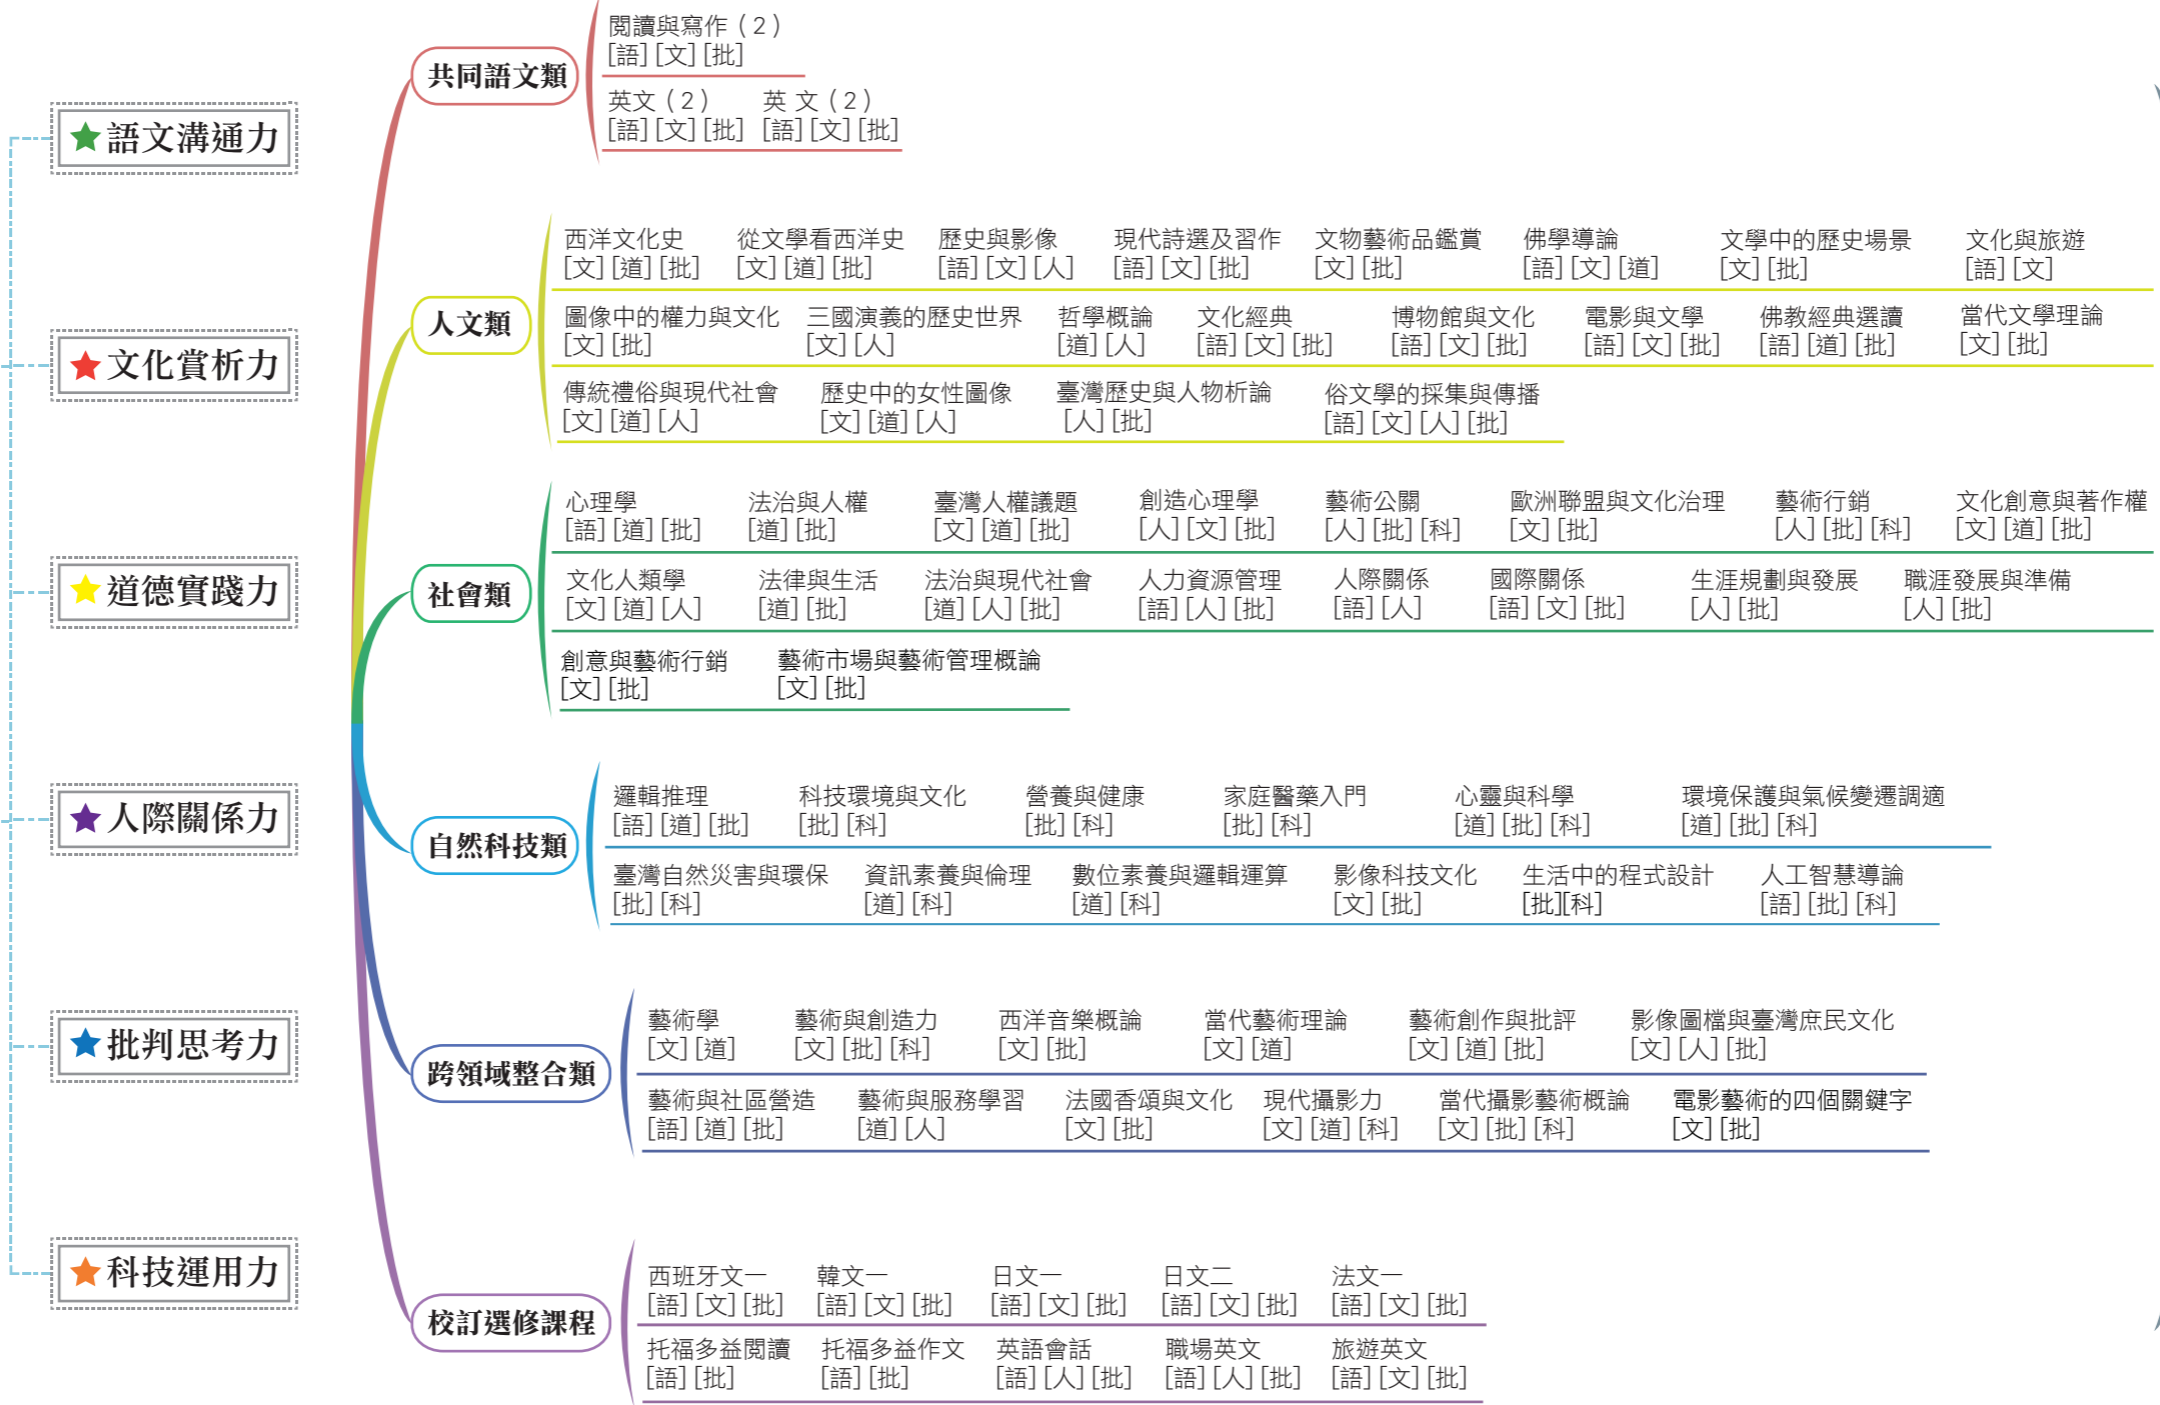 語文溝通力
文化賞析力
道德實踐力
人際關係力
批判思考力
科技運用力
共同語文類
閱讀與寫作（2）
[語] [文] [批]
英文（2） 英 文（2）
[語] [文] [批] [語] [文] [批]
人文類
西洋文化史 從文學看西洋史 歷史與影像 現代詩選及習作 文物藝術品鑑賞 佛學導論 文學中的歷史場景 文化與旅遊
[文] [道] [批] [文] [道] [批] [語] [文] [人] [語] [文] [批] [文] [批] [語] [文] [道] [文] [批] [語] [文]
圖像中的權力與文化 三國演義的歷史世界 哲學概論 文化經典 博物館與文化 電影與文學 佛教經典選讀 當代文學理論
[文] [批] [文] [人] [道] [人] [語] [文] [批] [語] [文] [批] [語] [文] [批] [語] [道] [批] [文] [批]
傳統禮俗與現代社會 歷史中的女性圖像 臺灣歷史與人物析論 俗文學的採集與傳播
[文] [道] [人] [文] [道] [人] [人] [批] [語] [文] [人] [批]
社會類
心理學 法治與人權 臺灣人權議題 創造心理學 藝術公關 歐洲聯盟與文化治理 藝術行銷 文化創意與著作權
[語] [道] [批] [道] [批] [文] [道] [批] [人] [文] [批] [人] [批] [科] [文] [批] [人] [批] [科] [文] [道] [批]
文化人類學 法律與生活 法治與現代社會 人力資源管理 人際關係 國際關係 生涯規劃與發展 職涯發展與準備
[文] [道] [人] [道] [批] [道] [人] [批] [語] [人] [批] [語] [人] [語] [文] [批] [人] [批] [人] [批]
創意與藝術行銷 藝術市場與藝術管理概論
[文] [批] [文] [批]
自然科技類
邏輯推理 科技環境與文化 營養與健康 家庭醫藥入門 心靈與科學 環境保護與氣候變遷調適
[語] [道] [批] [批] [科] [批] [科] [批] [科] [道] [批] [科] [道] [批] [科]
臺灣自然災害與環保 資訊素養與倫理 數位素養與邏輯運算 影像科技文化 生活中的程式設計 人工智慧導論
[批] [科] [道] [科] [道] [科] [文] [批] [批][科] [語] [批] [科]
跨領域整合類
藝術學 藝術與創造力 西洋音樂概論 當代藝術理論 藝術創作與批評 影像圖檔與臺灣庶民文化
[文] [道] [文] [批] [科] [文] [批] [文] [道] [文] [道] [批] [文] [人] [批]
藝術與社區營造 藝術與服務學習 法國香頌與文化 現代攝影力 當代攝影藝術概論 電影藝術的四個關鍵字
[語] [道] [批] [道] [人] [文] [批] [文] [道] [科] [文] [批] [科] [文] [批]
校訂選修課程
西班牙文一 韓文一 日文一 日文二 法文一
[語] [文] [批] [語] [文] [批] [語] [文] [批] [語] [文] [批] [語] [文] [批]
托福多益閱讀 托福多益作文 英語會話 職場英文 旅遊英文
[語] [批] [語] [批] [語] [人] [批] [語] [人] [批] [語] [文] [批]